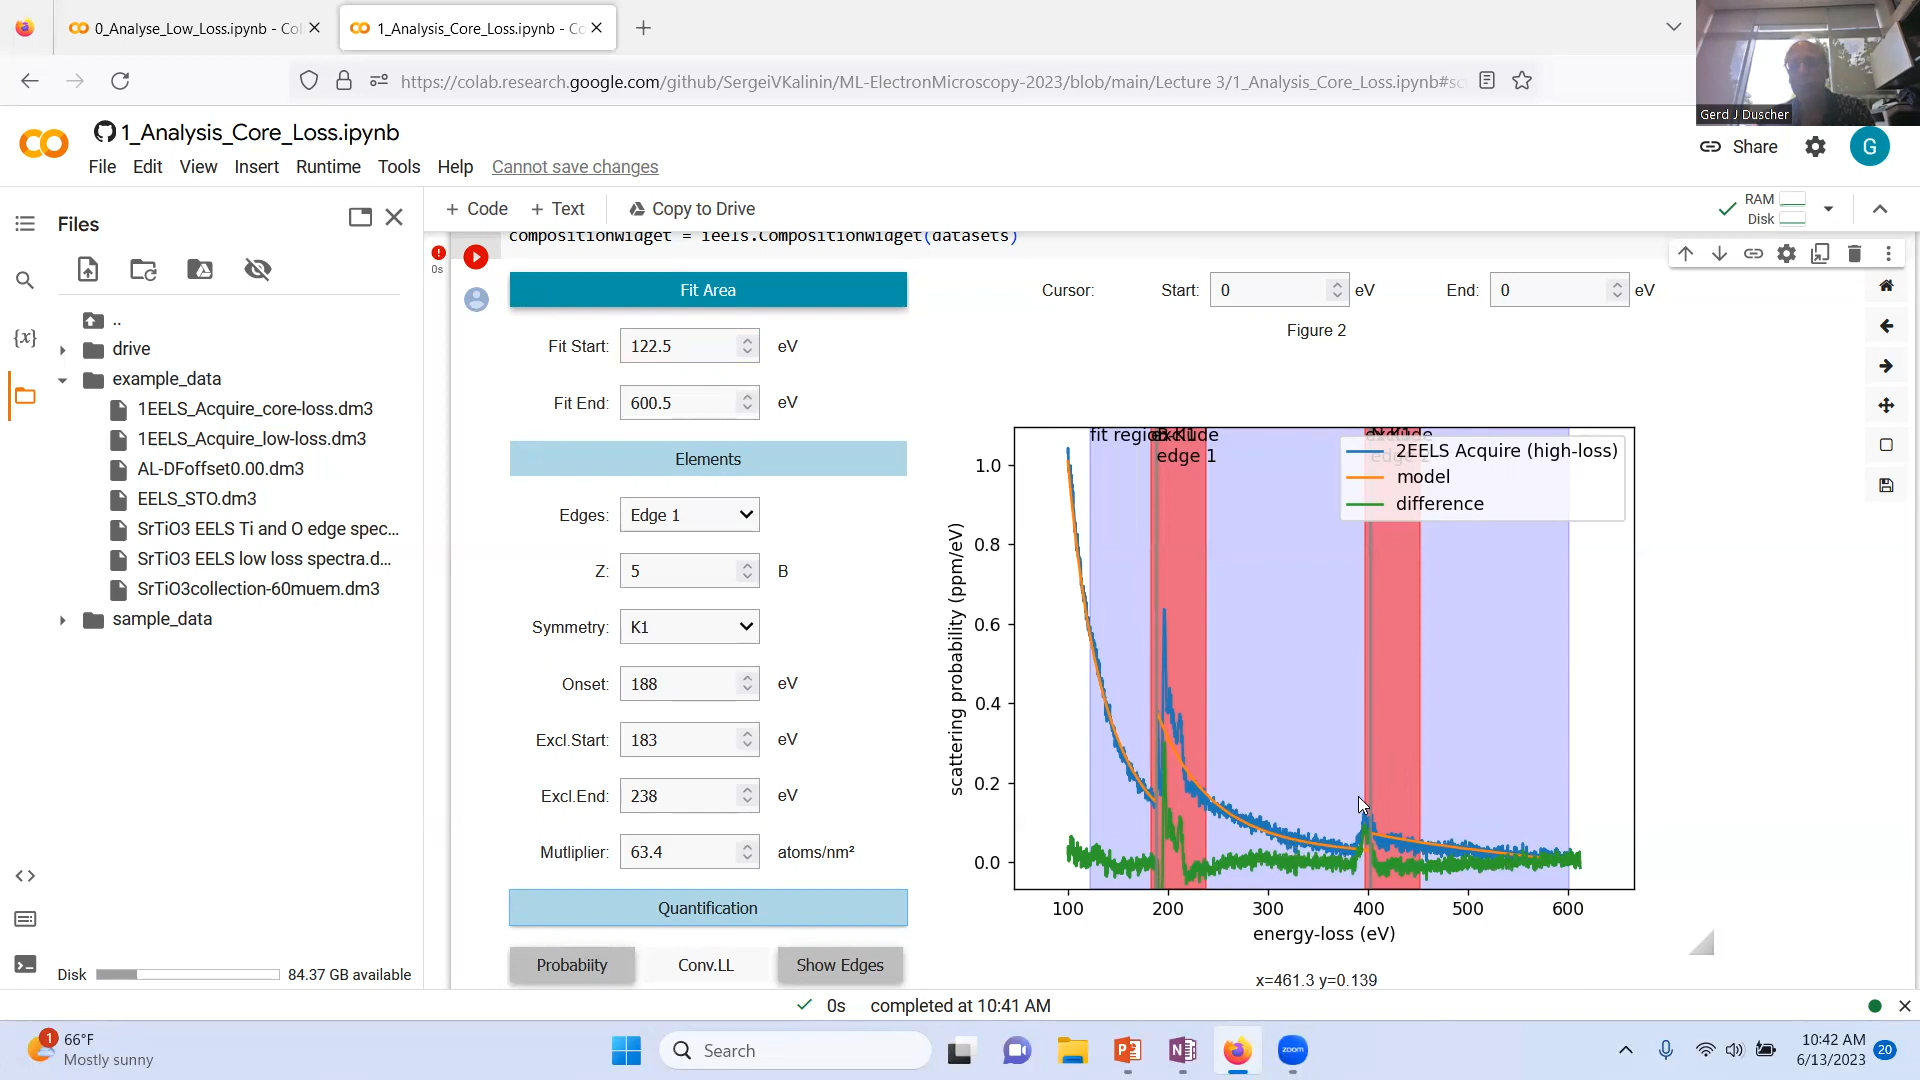 0_Analyse_Low_Loss.ipynb - Col
1_Analysis_Core_Loss.ipynb - Co
https://colab.research.google.com/github/SergeiVKalinin/ML-ElectronMicroscopy-2023/blob/main/Lecture 3/1_Analysis_Core_Loss.ipynb#sc
Gerd J Duscher
1_Analysis_Core_Loss.ipynb
File Edit View Insert Runtime Tools Help Cannot save changes
Share
G
Files
+ Code + Text Copy to Drive
RAM
Disk
compositionWidget = ieels.CompositionWidget(datasets)
0s
{x}
..
drive
example_data
1EELS_Acquire_core-loss.dm3
1EELS_Acquire_low-loss.dm3
AL-DFoffset0.00.dm3
EELS_STO.dm3
SrTiO3 EELS Ti and O edge spec...
SrTiO3 EELS low loss spectra.d...
SrTiO3collection-60muem.dm3
sample_data
Disk 84.37 GB available
Fit Area
Fit Start: 122.5 eV
Fit End: 600.5 eV
Elements
Edges: Edge 1
Z: 5 B
Symmetry: K1
Onset: 188 eV
Excl.Start: 183 eV
Excl.End: 238 eV
Mutliplier: 63.4 atoms/nm²
Quantification
Probabiity Conv.LL Show Edges
Cursor: Start: 0 eV End: 0 eV
Figure 2
fit region
exclude
edge 1
2EELS Acquire (high-loss)
model
difference
scattering probability (ppm/eV)
1.0
0.8
0.6
0.4
0.2
0.0
100 200 300 400 500 600
energy-loss (eV)
x=461.3 y=0.139
0s completed at 10:41 AM
1
66°F
Mostly sunny
Search
zoom
10:42 AM
6/13/2023
20